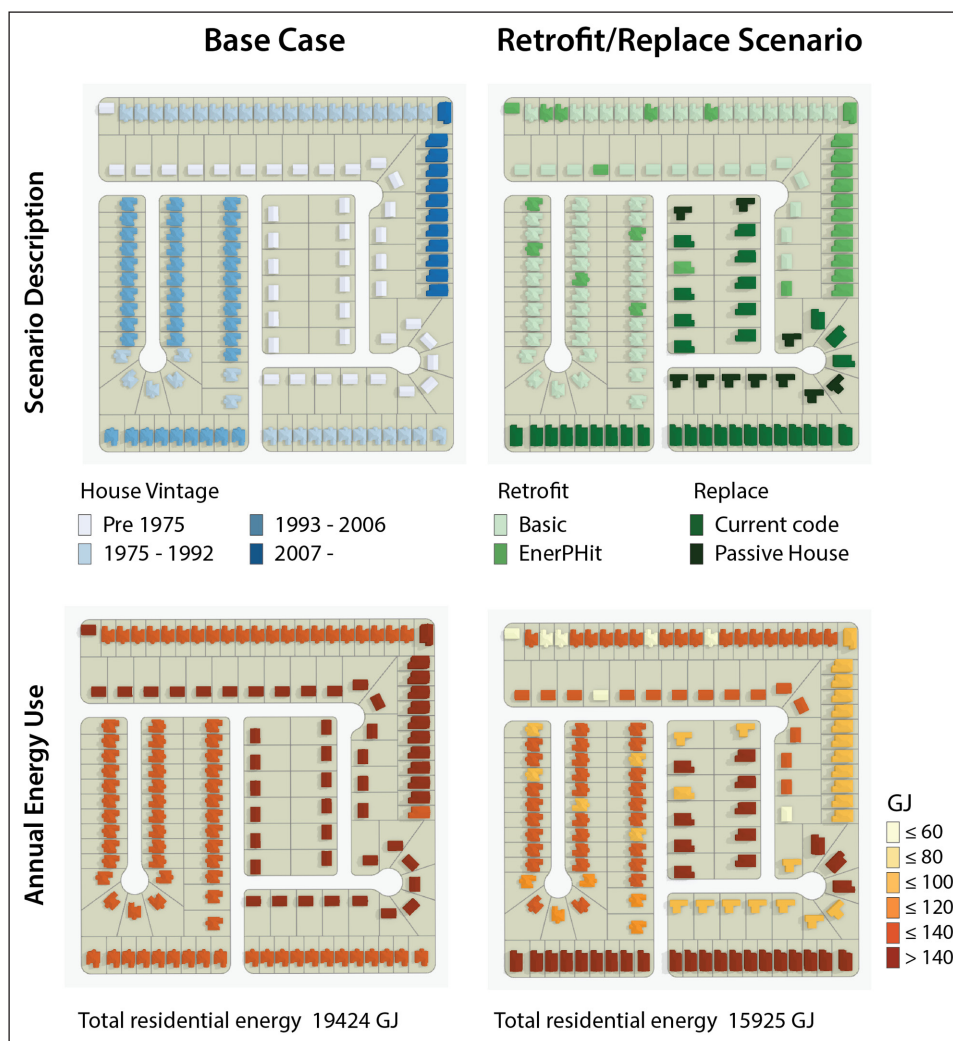 Base Case
Retrofit/Replace Scenario
Scenario Description
House Vintage
Pre 1975
1993 - 2006
1975 - 1992
2007 -
Retrofit
Replace
Basic
Current code
EnerPHit
Passive House
Annual Energy Use
GJ
≤ 60
≤ 80
≤ 100
≤ 120
≤ 140
> 140
Total residential energy 19424 GJ
Total residential energy 15925 GJ